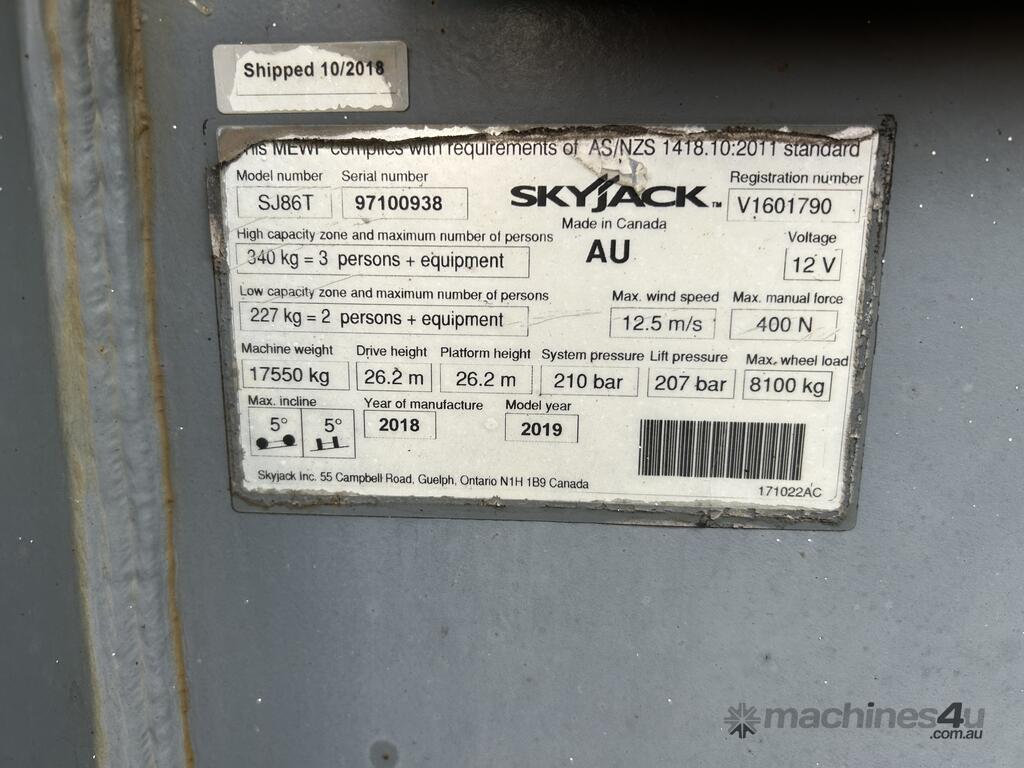 Shipped 10/2018
his MEWP complies with requirements of AS/NZS 1418.10:2011 standard
Model number Serial number Registration number
SJ86T 97100938 SKYJACK™ V1601790
Made in Canada
High capacity zone and maximum number of persons AU Voltage
340 kg = 3 persons + equipment 12 V
Low capacity zone and maximum number of persons Max. wind speed Max. manual force
227 kg = 2 persons + equipment 12.5 m/s 400 N
Machine weight Drive height Platform height System pressure Lift pressure Max. wheel load
17550 kg 26.2 m 26.2 m 210 bar 207 bar 8100 kg
Max. incline Year of manufacture Model year
5° 5° 2018 2019
Skyjack Inc. 55 Campbell Road, Guelph, Ontario N1H 1B9 Canada
171022AC
machines4u
.com.au